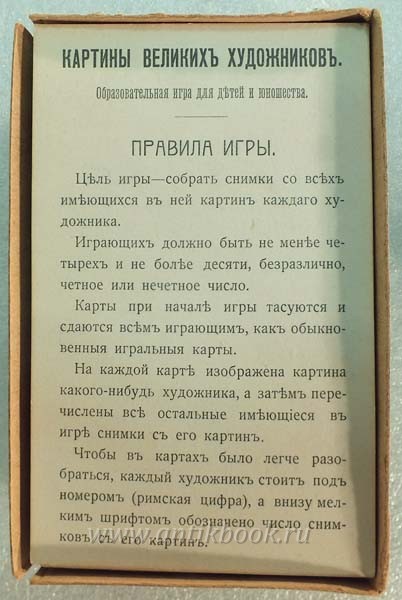 КАРТИНЫ ВЕЛИКИХЪ ХУДОЖНИКОВЪ.
Образовательная игра для дѣтей и юношества.
ПРАВИЛА ИГРЫ.
Цѣль игры—собрать снимки со всѣхъ
имѣющихся въ ней картинъ каждаго ху-
дожника.
Играющихъ должно быть не менѣе че-
тырехъ и не болѣе десяти, безразлично,
четное или нечетное число.
Карты при началѣ игры тасуются и
сдаются всѣмъ играющимъ, какъ обыкно-
венныя игральныя карты.
На каждой картѣ изображена картина
какого-нибудь художника, а затѣмъ пере-
числены всѣ остальные имѣющіеся въ
игрѣ снимки съ его картинъ.
Чтобы въ картахъ было легче разо-
браться, каждый художникъ стоитъ подъ
номеромъ (римская цифра), а внизу мел-
кимъ шрифтомъ обозначено число сним-
ковъ съ его картинъ.
www.antikbook.ru